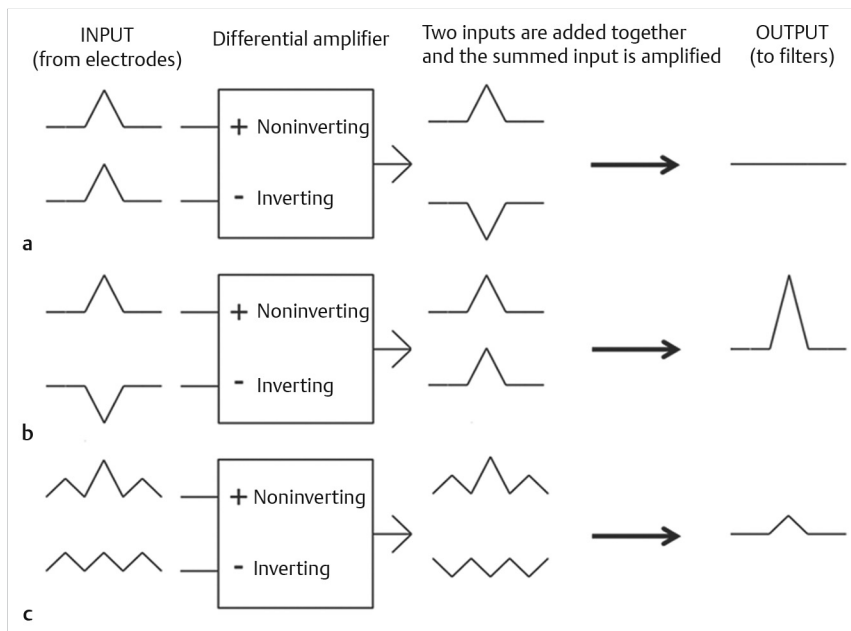 INPUT
(from electrodes)
Differential amplifier
Two inputs are added together
and the summed input is amplified
OUTPUT
(to filters)
+ Noninverting
- Inverting
a
+ Noninverting
- Inverting
b
+ Noninverting
- Inverting
c